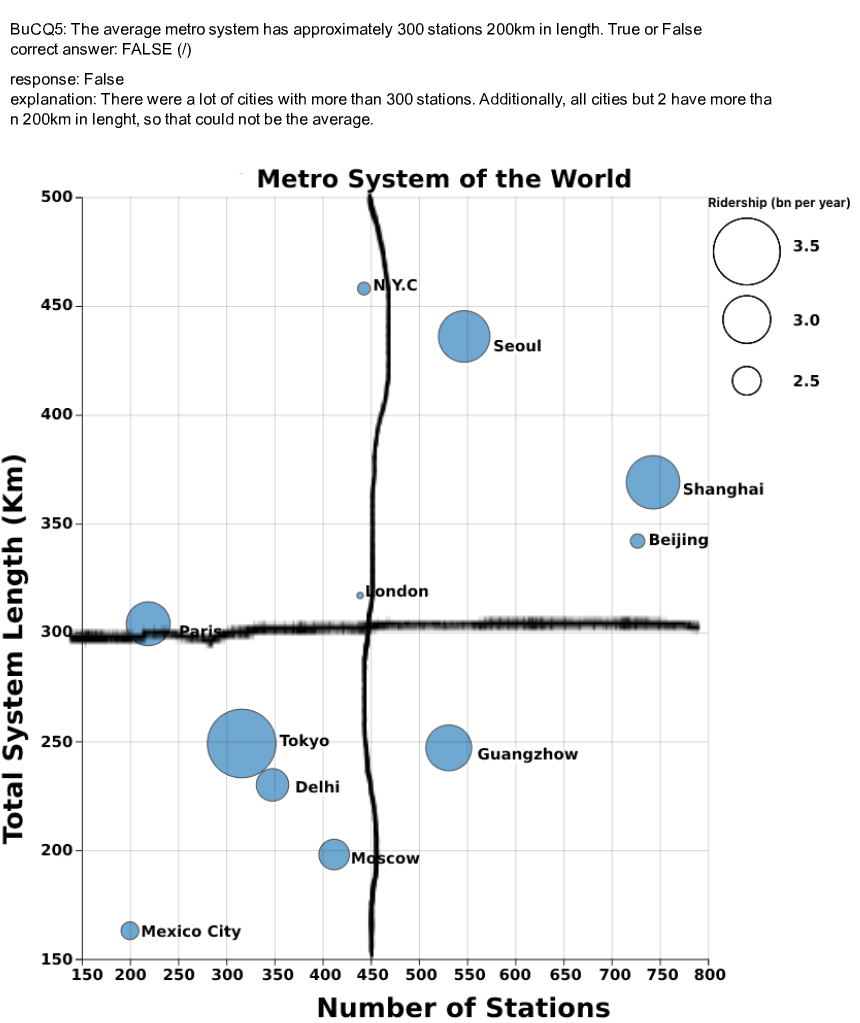 BuCQ5: The average metro system has approximately 300 stations 200km in length. True or False
correct answer: FALSE (/)
response: False
explanation: There were a lot of cities with more than 300 stations. Additionally, all cities but 2 have more tha
n 200km in lenght, so that could not be the average.
Metro System of the World
Ridership (bn per year)
3.5
3.0
2.5
Total System Length (Km)
500
450
400
350
300
250
200
150
N.Y.C
Seoul
Shanghai
Beijing
London
Paris
Tokyo
Guangzhow
Delhi
Moscow
Mexico City
150 200 250 300 350 400 450 500 550 600 650 700 750 800
Number of Stations